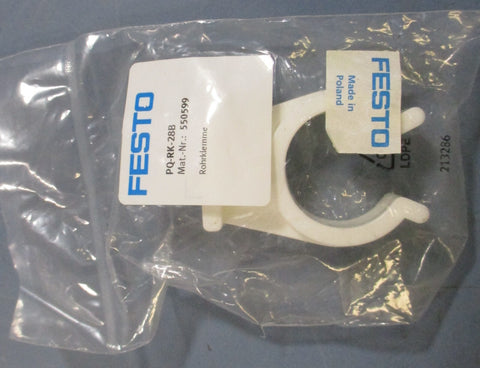 FESTO
PQ-RK-28B
Mat.-Nr.: 550599
Rohrklemme
FESTO
Made in
Poland
LDPE
213286